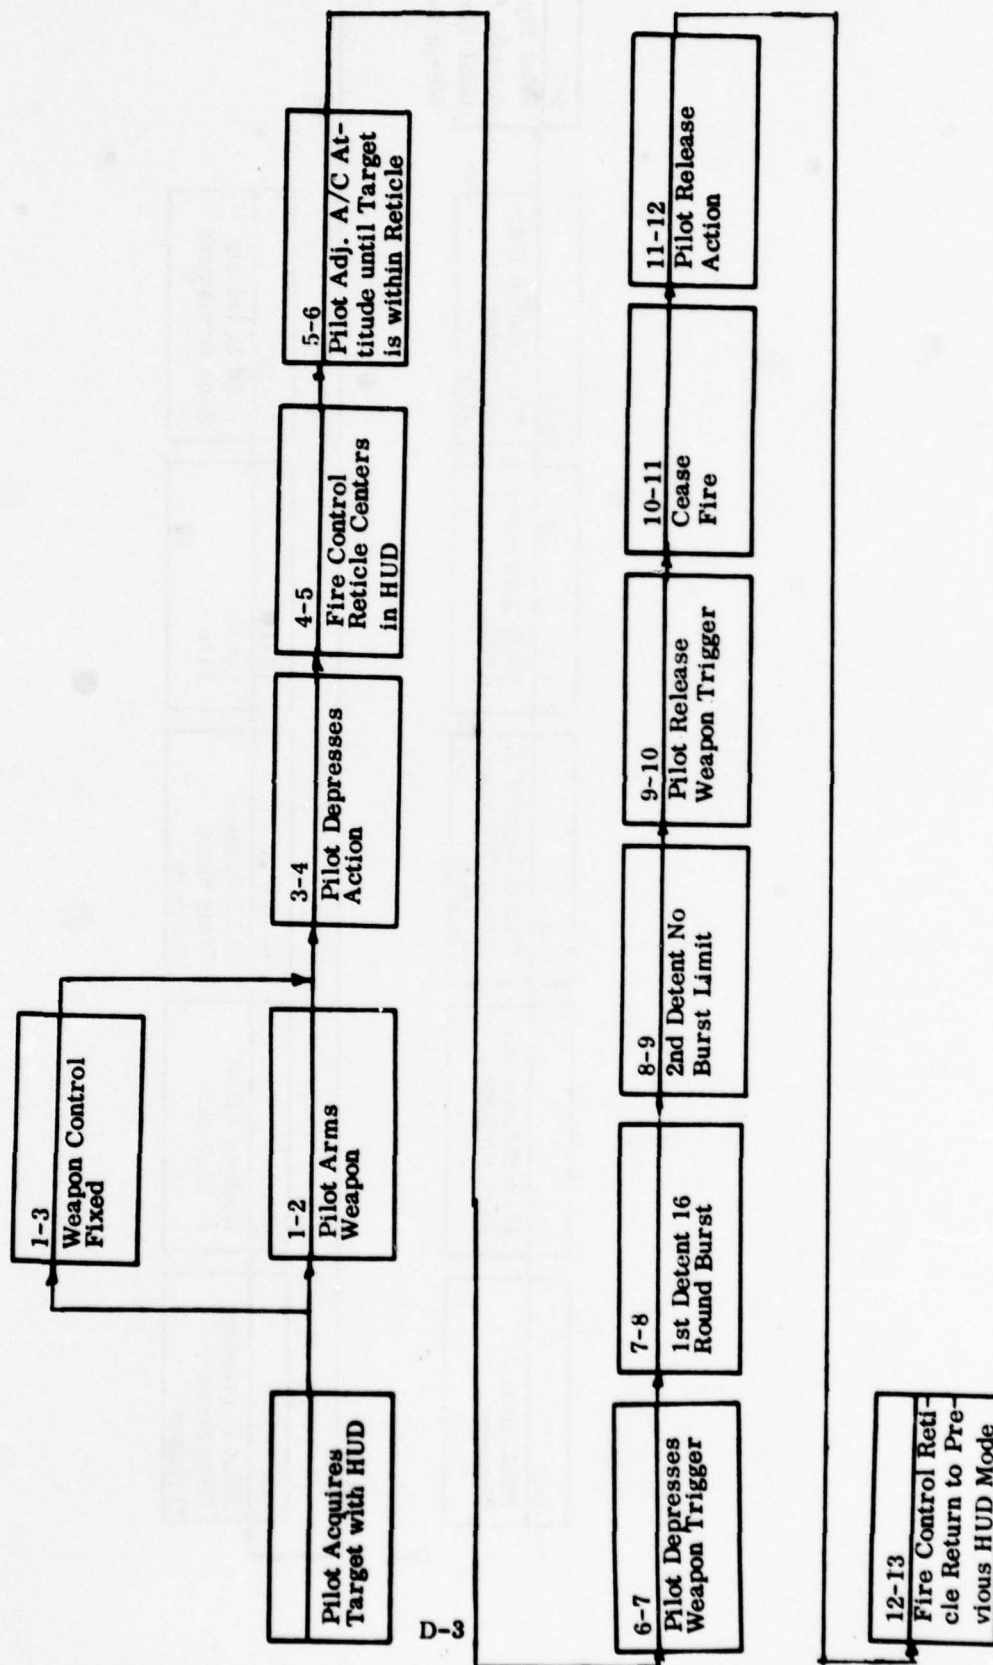 Pilot Acquires
Target with HUD
1-3
Weapon Control
Fixed
1-2
Pilot Arms
Weapon
3-4
Pilot Depresses
Action
4-5
Fire Control
Reticle Centers
in HUD
5-6
Pilot Adj. A/C At-
titude until Target
is within Reticle
6-7
Pilot Depresses
Weapon Trigger
7-8
1st Detent 16
Round Burst
8-9
2nd Detent No
Burst Limit
9-10
Pilot Release
Weapon Trigger
10-11
Cease
Fire
11-12
Pilot Release
Action
12-13
Fire Control Reti-
cle Return to Pre-
vious HUD Mode
D-3